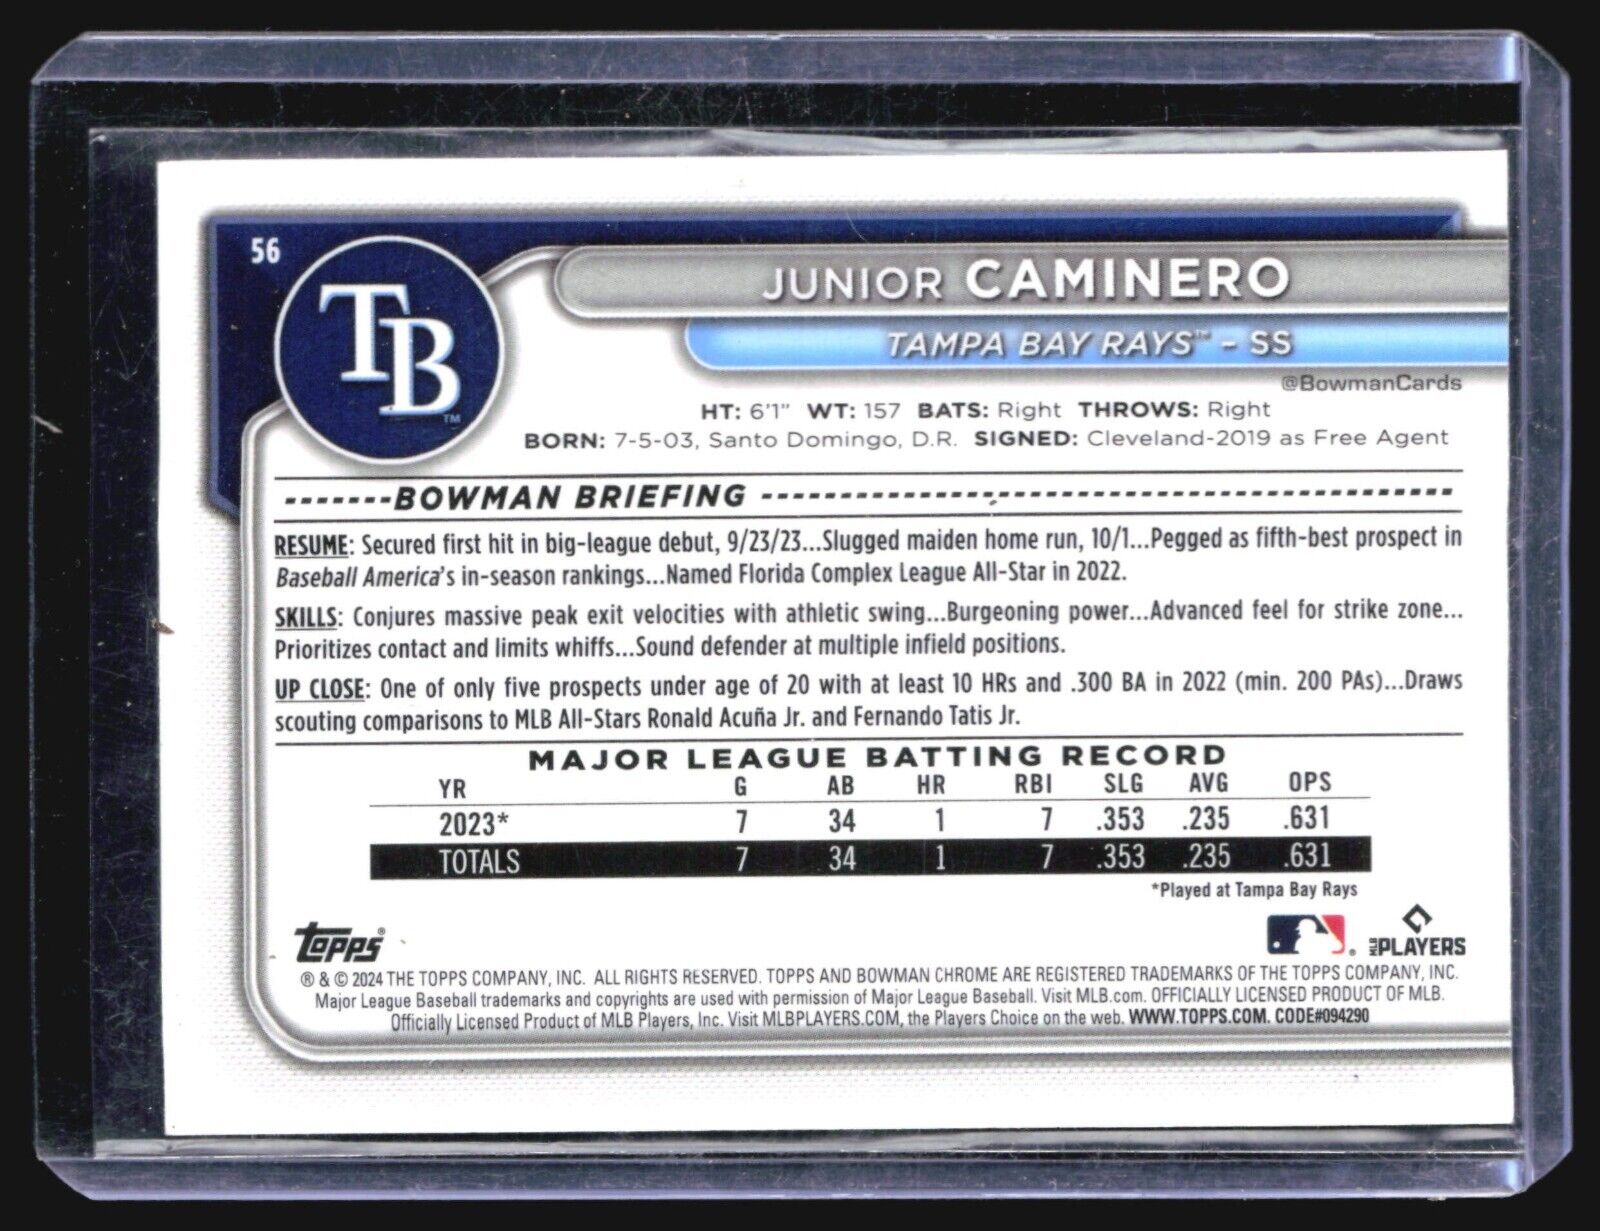 56
TB™
JUNIOR CAMINERO
TAMPA BAY RAYS™ - SS
@BowmanCards
HT: 6'1" WT: 157 BATS: Right THROWS: Right
BORN: 7-5-03, Santo Domingo, D.R. SIGNED: Cleveland-2019 as Free Agent
BOWMAN BRIEFING
RESUME: Secured first hit in big-league debut, 9/23/23...Slugged maiden home run, 10/1...Pegged as fifth-best prospect in
Baseball America's in-season rankings...Named Florida Complex League All-Star in 2022.
SKILLS: Conjures massive peak exit velocities with athletic swing...Burgeoning power...Advanced feel for strike zone...
Prioritizes contact and limits whiffs...Sound defender at multiple infield positions.
UP CLOSE: One of only five prospects under age of 20 with at least 10 HRs and .300 BA in 2022 (min. 200 PAs)...Draws
scouting comparisons to MLB All-Stars Ronald Acuña Jr. and Fernando Tatis Jr.
MAJOR LEAGUE BATTING RECORD
YR G AB HR RBI SLG AVG OPS
2023* 7 34 1 7 .353 .235 .631
TOTALS 7 34 1 7 .353 .235 .631
*Played at Tampa Bay Rays
Topps®
® MLB PLAYERS
® & © 2024 THE TOPPS COMPANY, INC. ALL RIGHTS RESERVED. TOPPS AND BOWMAN CHROME ARE REGISTERED TRADEMARKS OF THE TOPPS COMPANY, INC.
Major League Baseball trademarks and copyrights are used with permission of Major League Baseball. Visit MLB.com. OFFICIALLY LICENSED PRODUCT OF MLB.
Officially Licensed Product of MLB Players, Inc. Visit MLBPLAYERS.COM, the Players Choice on the web. WWW.TOPPS.COM. CODE#094290